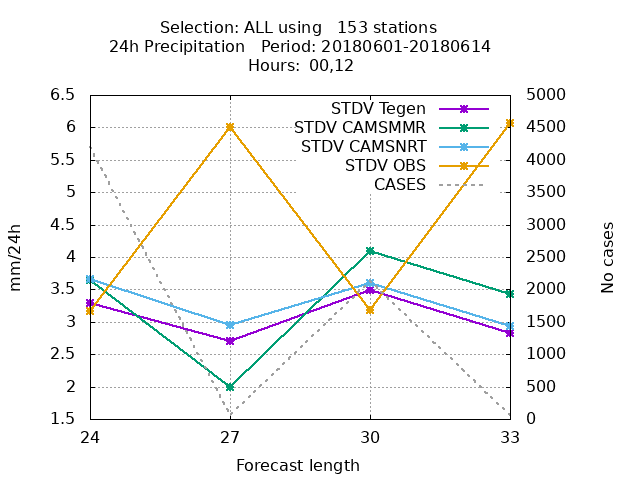 Selection: ALL using   153 stations
24h Precipitation   Period: 20180601-20180614
Hours:  00,12
STDV Tegen
STDV CAMSMMR
STDV CAMSNRT
STDV OBS
CASES
6.5
6
5.5
5
4.5
4
3.5
3
2.5
2
1.5
5000
4500
4000
3500
3000
2500
2000
1500
1000
500
0
mm/24h
No cases
24 27 30 33
Forecast length